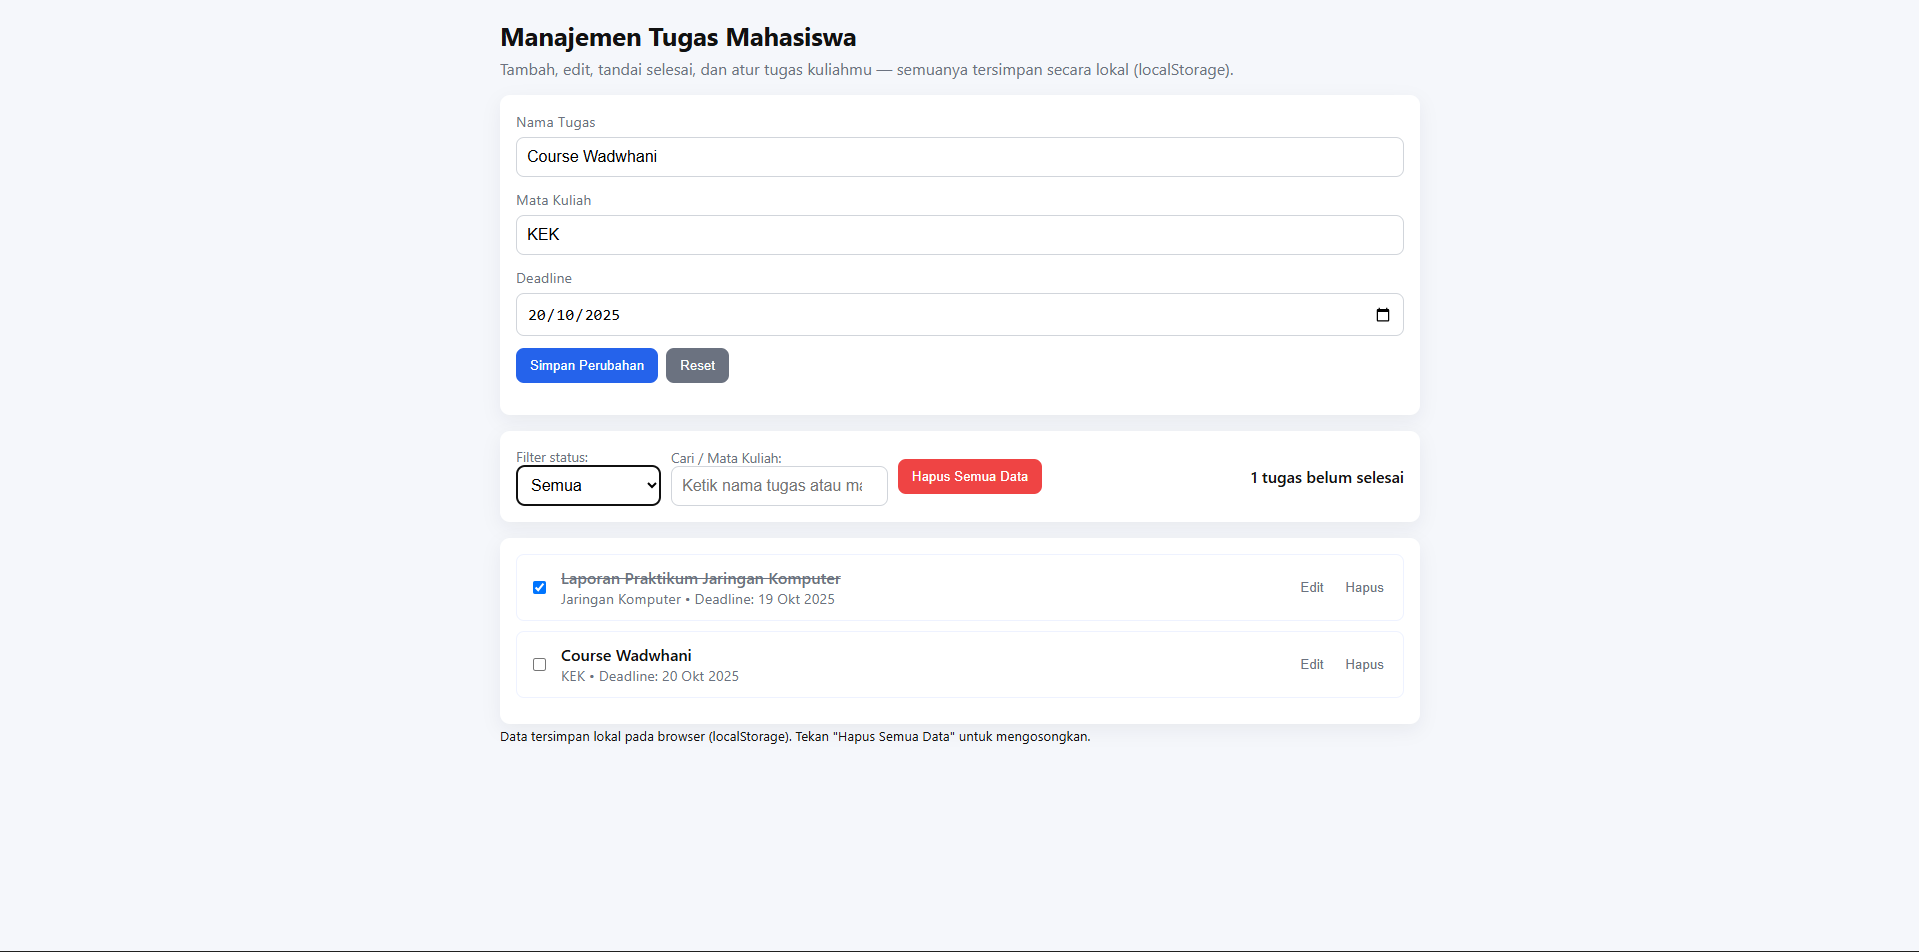 Manajemen Tugas Mahasiswa
Tambah, edit, tandai selesai, dan atur tugas kuliahmu — semuanya tersimpan secara lokal (localStorage).
Nama Tugas
Course Wadwhani
Mata Kuliah
KEK
Deadline
20/10/2025
Simpan Perubahan Reset
Filter status: Cari / Mata Kuliah:
Semua Ketik nama tugas atau ma Hapus Semua Data 1 tugas belum selesai
Laporan Praktikum Jaringan Komputer
Jaringan Komputer • Deadline: 19 Okt 2025 Edit Hapus
Course Wadwhani
KEK • Deadline: 20 Okt 2025 Edit Hapus
Data tersimpan lokal pada browser (localStorage). Tekan "Hapus Semua Data" untuk mengosongkan.